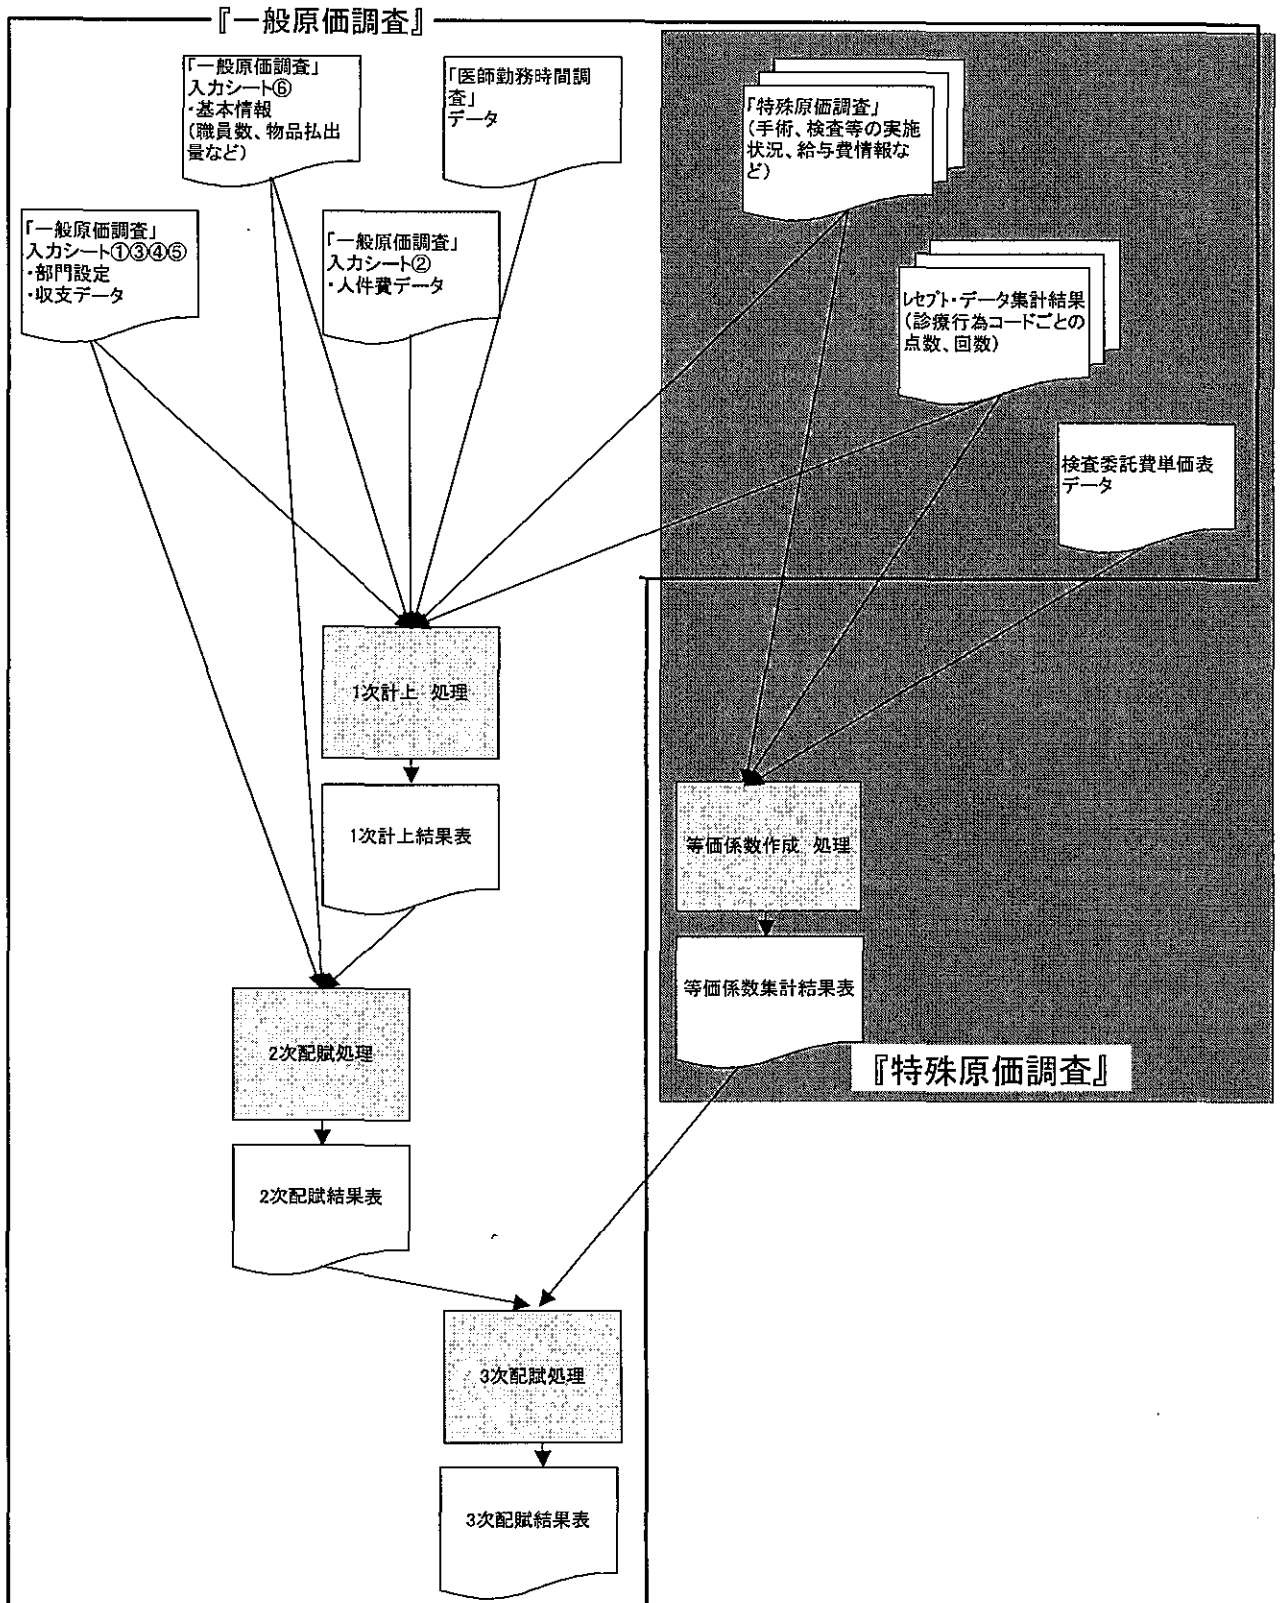 『一般原価調査』
「一般原価調査」
入力シート⑥
・基本情報
(職員数、物品払出
量など)
「医師勤務時間調
査」
データ
「特殊原価調査」
(手術、検査等の実施
状況、給与費情報な
ど)
「一般原価調査」
入力シート①③④⑤
・部門設定
・収支データ
「一般原価調査」
入力シート②
・人件費データ
レセプト・データ集計結果
(診療行為コードごとの
点数、回数)
検査委託費単価表
データ
1次計上 処理
1次計上結果表
等価係数作成 処理
等価係数集計結果表
『特殊原価調査』
2次配賦処理
2次配賦結果表
3次配賦処理
3次配賦結果表